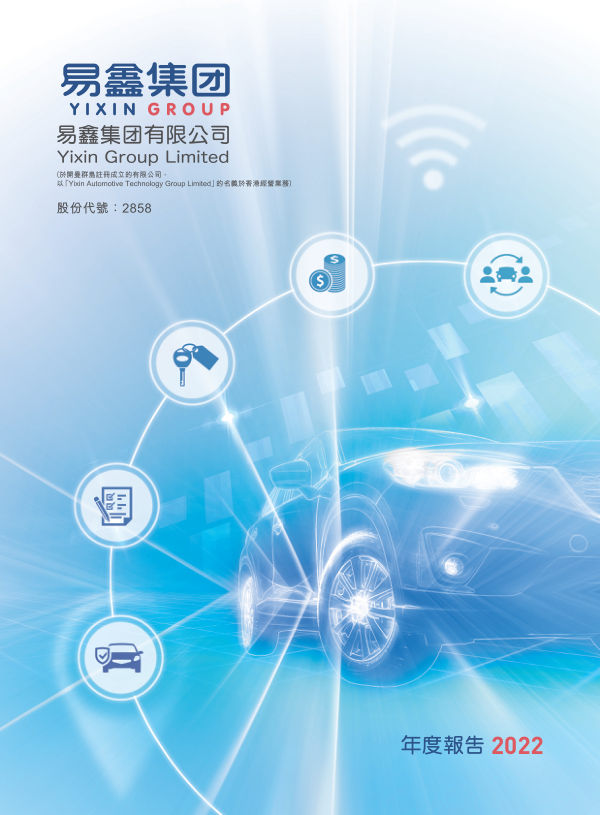 易鑫集团
YIXIN GROUP
易鑫集团有限公司
Yixin Group Limited
(於開曼群島註冊成立的有限公司，
以「Yixin Automotive Technology Group Limited」的名義於香港經營業務)
股份代號：2858
年度報告 2022